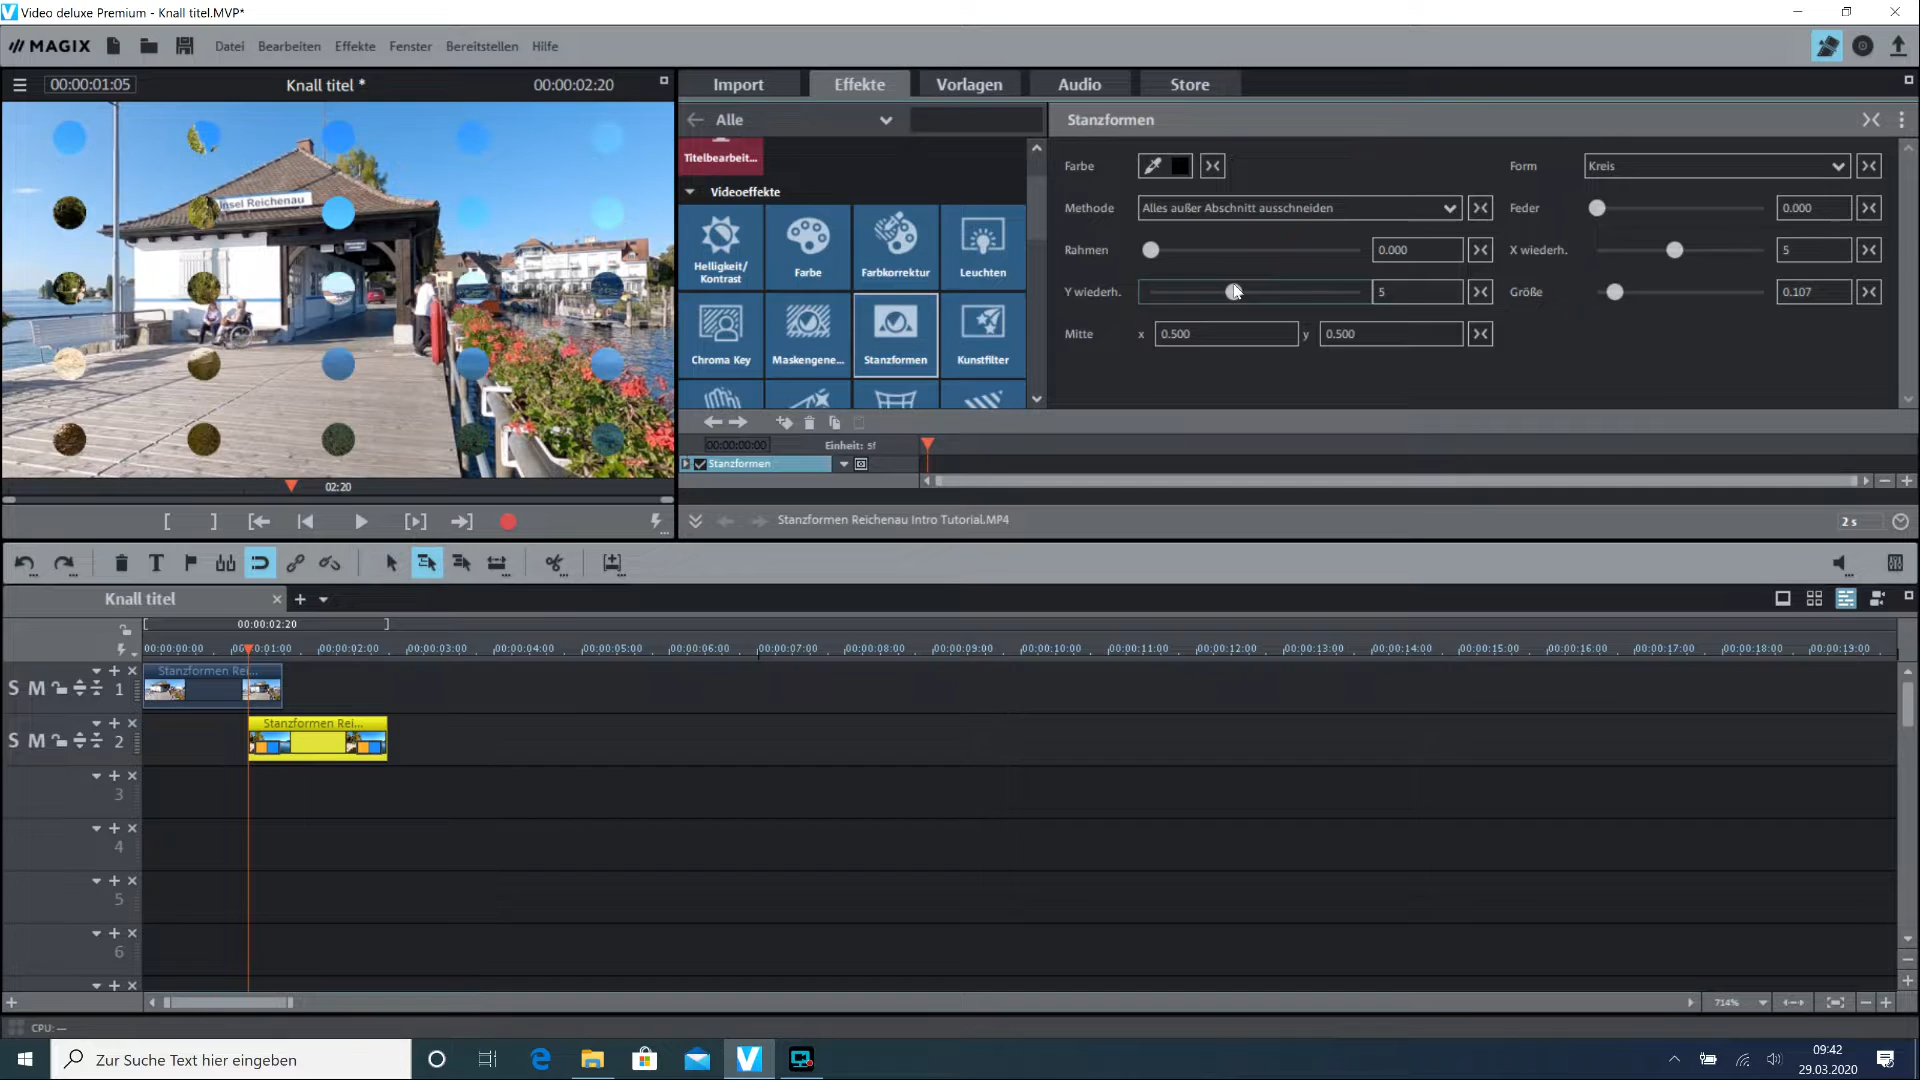 Video deluxe Premium - Knall titel.MVP*
MAGIX Datei Bearbeiten Effekte Fenster Bereitstellen Hilfe
00:00:01:05 Knall titel * 00:00:02:20
Import Effekte Vorlagen Audio Store
Alle
Stanzformen
Titelbearbeit...
Videoeffekte
Helligkeit/
Kontrast
Farbe
Farbkorrektur
Leuchten
Chroma Key
Maskengene...
Stanzformen
Kunstfilter
Farbe
Form Kreis
Methode Alles außer Abschnitt ausschneiden
Feder 0.000
Rahmen 0.000
X wiederh. 5
Y wiederh. 5
Größe 0.107
Mitte x 0.500 y 0.500
Insel Reichenau
00:00:00:00 Einheit: 5f
Stanzformen
02:20
Stanzformen Reichenau Intro Tutorial.MP4
2 s
Knall titel
00:00:02:20
00:00:00:00 00:00:01:00 00:00:02:00 00:00:03:00 00:00:04:00 00:00:05:00 00:00:06:00 00:00:07:00 00:00:08:00 00:00:09:00 00:00:10:00 00:00:11:00 00:00:12:00 00:00:13:00 00:00:14:00 00:00:15:00 00:00:16:00 00:00:17:00 00:00:18:00 00:00:19:00
Stanzformen Rei...
S M 1
Stanzformen Rei...
S M 2
3
4
5
6
714%
CPU: —
Zur Suche Text hier eingeben
09:42
29.03.2020